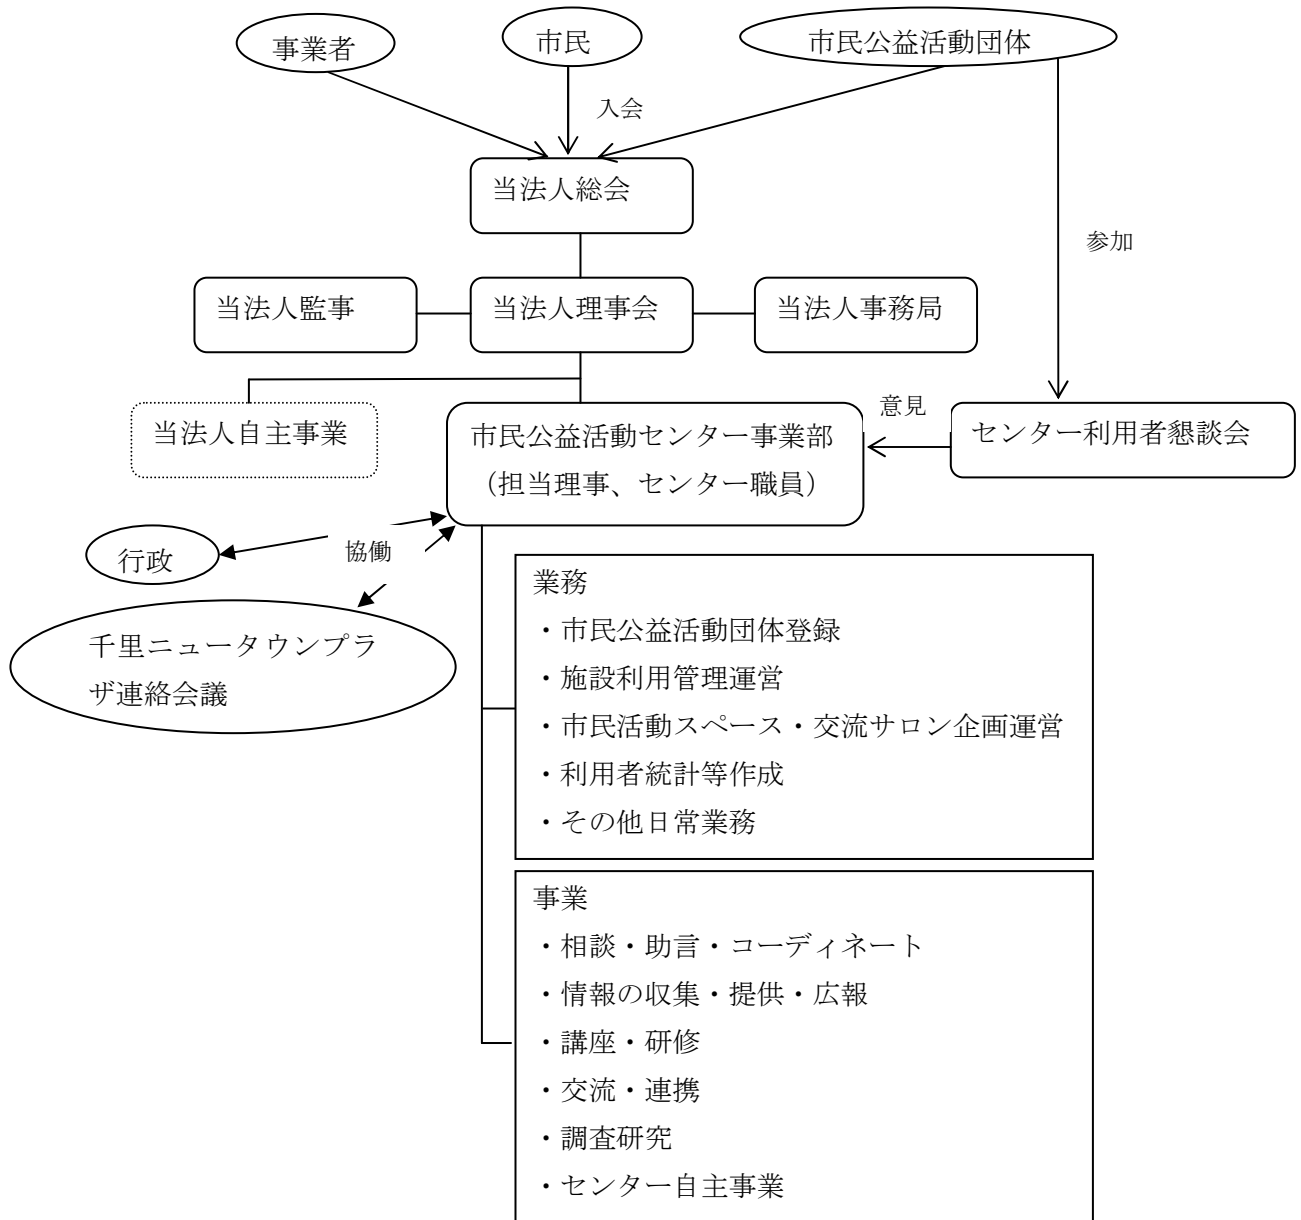 事業者
市民
市民公益活動団体
入会
当法人総会
参加
当法人監事
当法人理事会
当法人事務局
当法人自主事業
市民公益活動センター事業部
（担当理事、センター職員）
意見
センター利用者懇談会
行政
協働
千里ニュータウンプラ
ザ連絡会議
業務
・市民公益活動団体登録
・施設利用管理運営
・市民活動スペース・交流サロン企画運営
・利用者統計等作成
・その他日常業務
事業
・相談・助言・コーディネート
・情報の収集・提供・広報
・講座・研修
・交流・連携
・調査研究
・センター自主事業